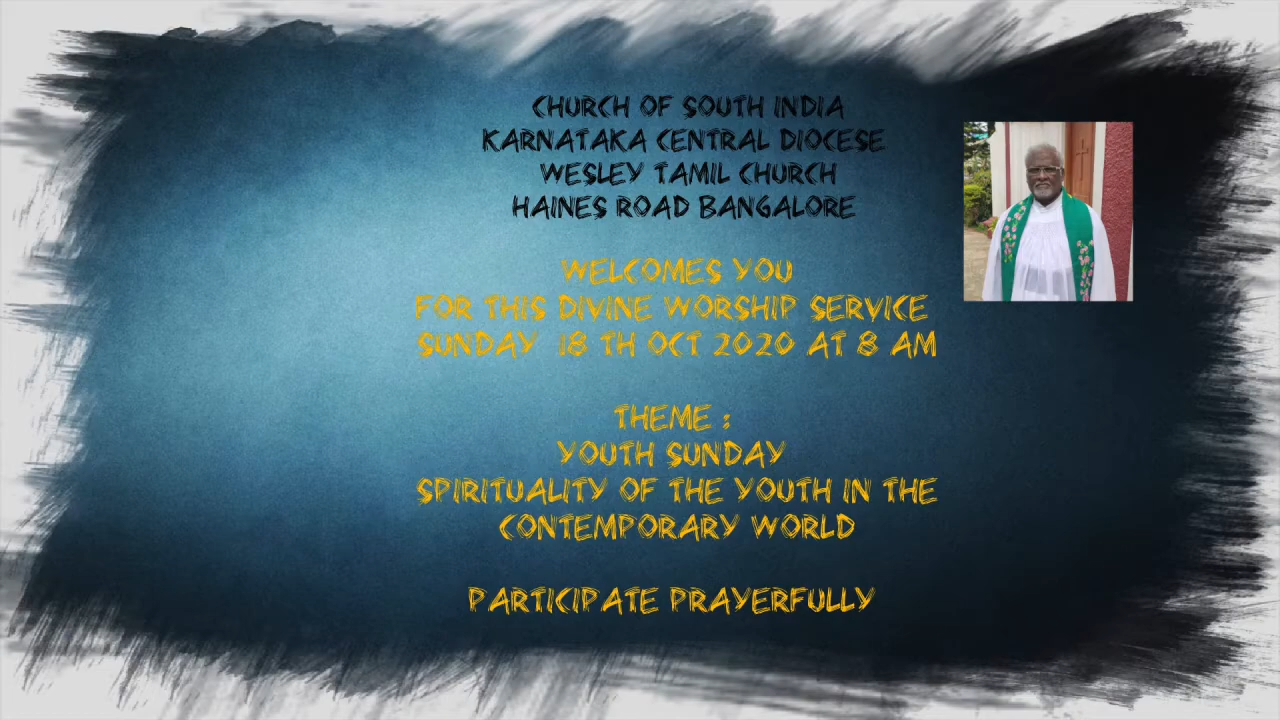 CHURCH OF SOUTH INDIA
KARNATAKA CENTRAL DIOCESE
WESLEY TAMIL CHURCH
HAINES ROAD BANGALORE
WELCOMES YOU
FOR THIS DIVINE WORSHIP SERVICE
SUNDAY 18 TH OCT 2020 AT 8 AM
THEME :
YOUTH SUNDAY
SPIRITUALITY OF THE YOUTH IN THE
CONTEMPORARY WORLD
PARTICIPATE PRAYERFULLY